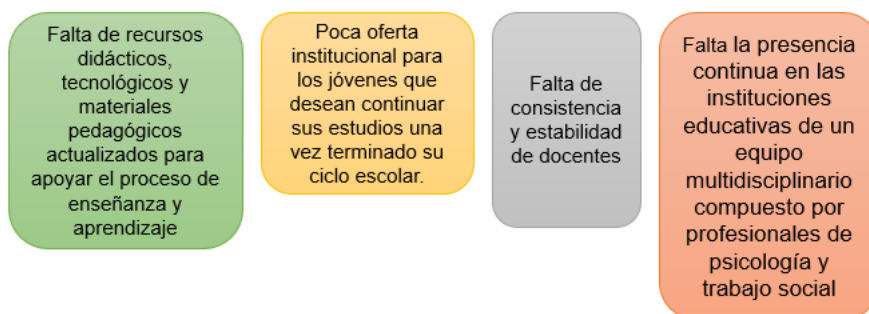 Falta de recursos
didácticos,
tecnológicos y
materiales
pedagógicos
actualizados para
apoyar el proceso de
enseñanza y
aprendizaje
Poca oferta
institucional para
los jóvenes que
desean continuar
sus estudios una
vez terminado su
ciclo escolar.
Falta de
consistencia
y estabilidad
de docentes
Falta la presencia
continua en las
instituciones
educativas de un
equipo
multidisciplinario
compuesto por
profesionales de
psicología y
trabajo social